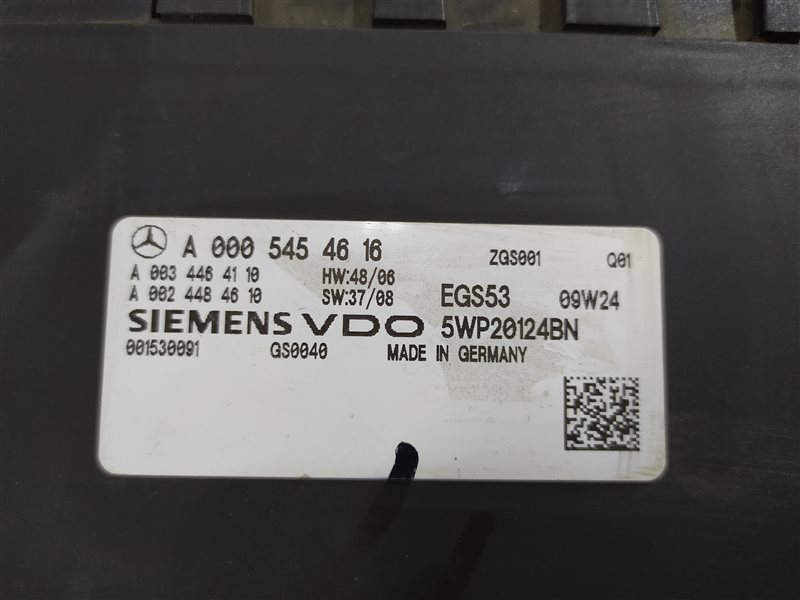 A 000 545 46 16 ZGS001 Q01
A 003 446 41 10 HW:48/06
A 002 448 46 10 SW:37/08 EGS53 09W24
SIEMENS VDO 5WP20124BN
001530091 GS0040 MADE IN GERMANY